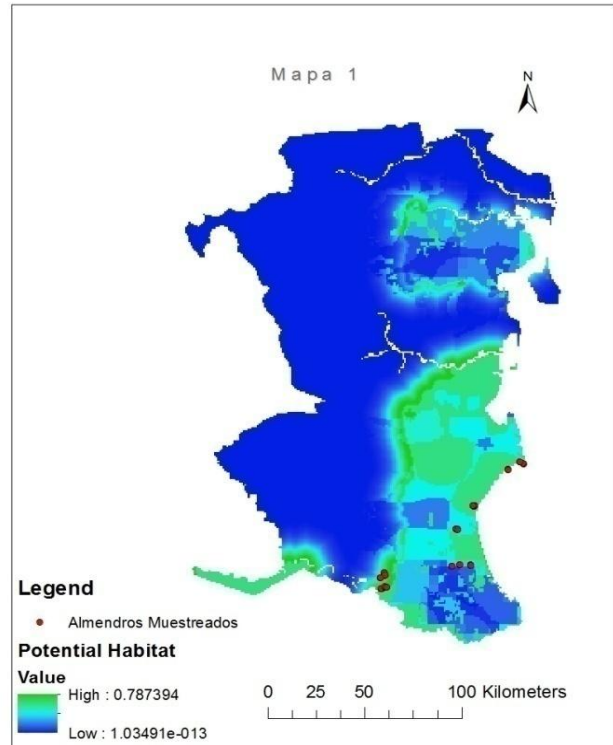 Mapa 1
N
Legend
Almendros Muestreados
Potential Habitat
Value
High : 0.787394
Low : 1.03491e-013
0 25 50 100 Kilometers